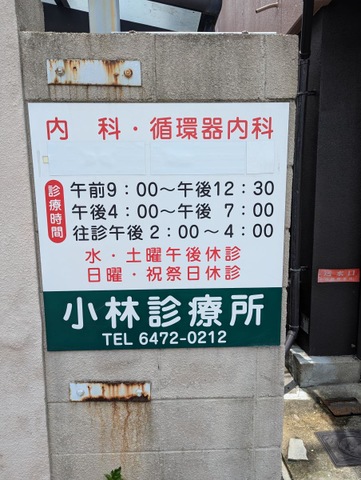 内 科・循環器内科
診療時間
午前9：00～午後12：30
午後4：00～午後 7：00
往診午後 2：00～4：00
水・土曜午後休診
日曜・祝祭日休診
小林診療所
TEL 6472-0212